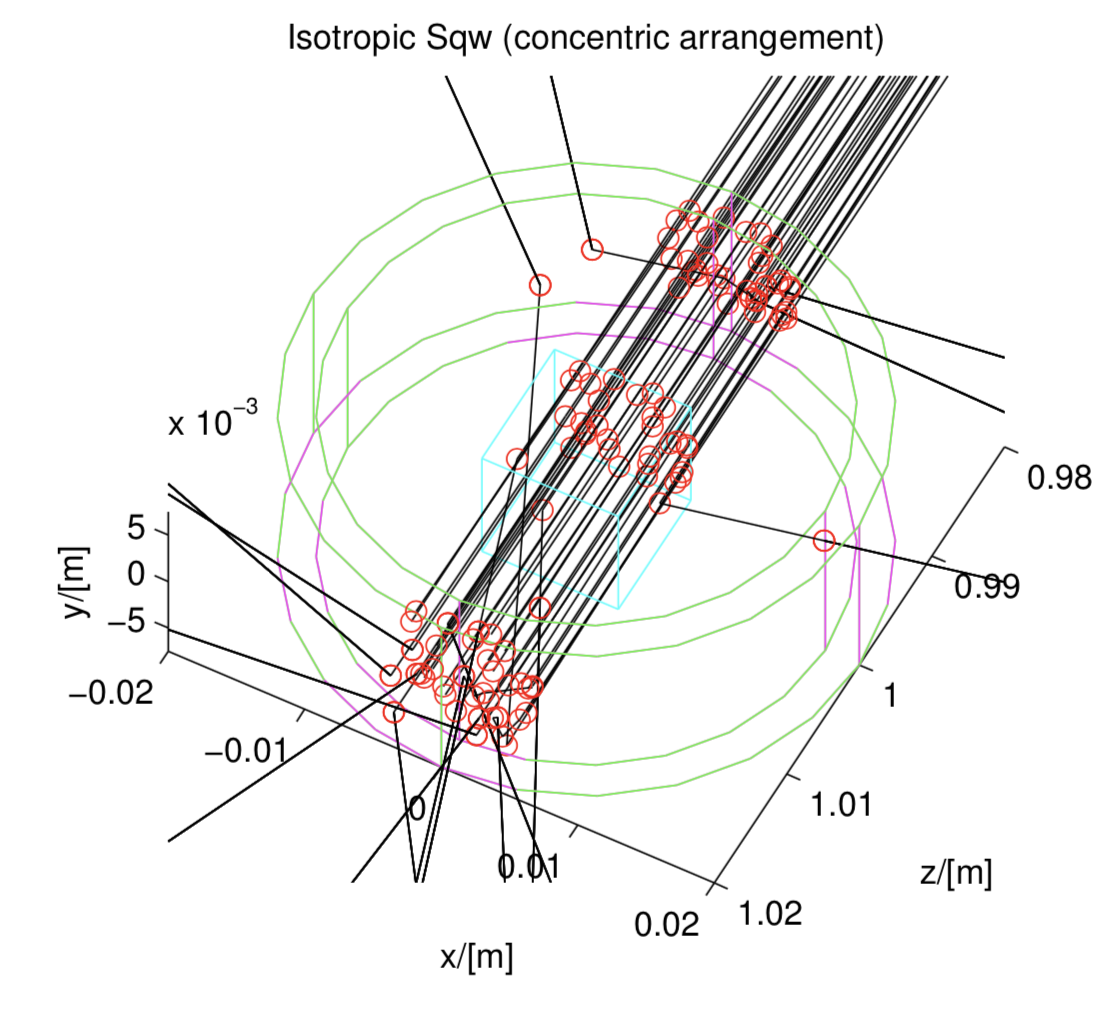 Isotropic Sqw (concentric arrangement)
x 10⁻³
5
0
−5
y/[m]
−0.02
−0.01
0
0.01
0.02
x/[m]
0.98
0.99
1
1.01
1.02
z/[m]